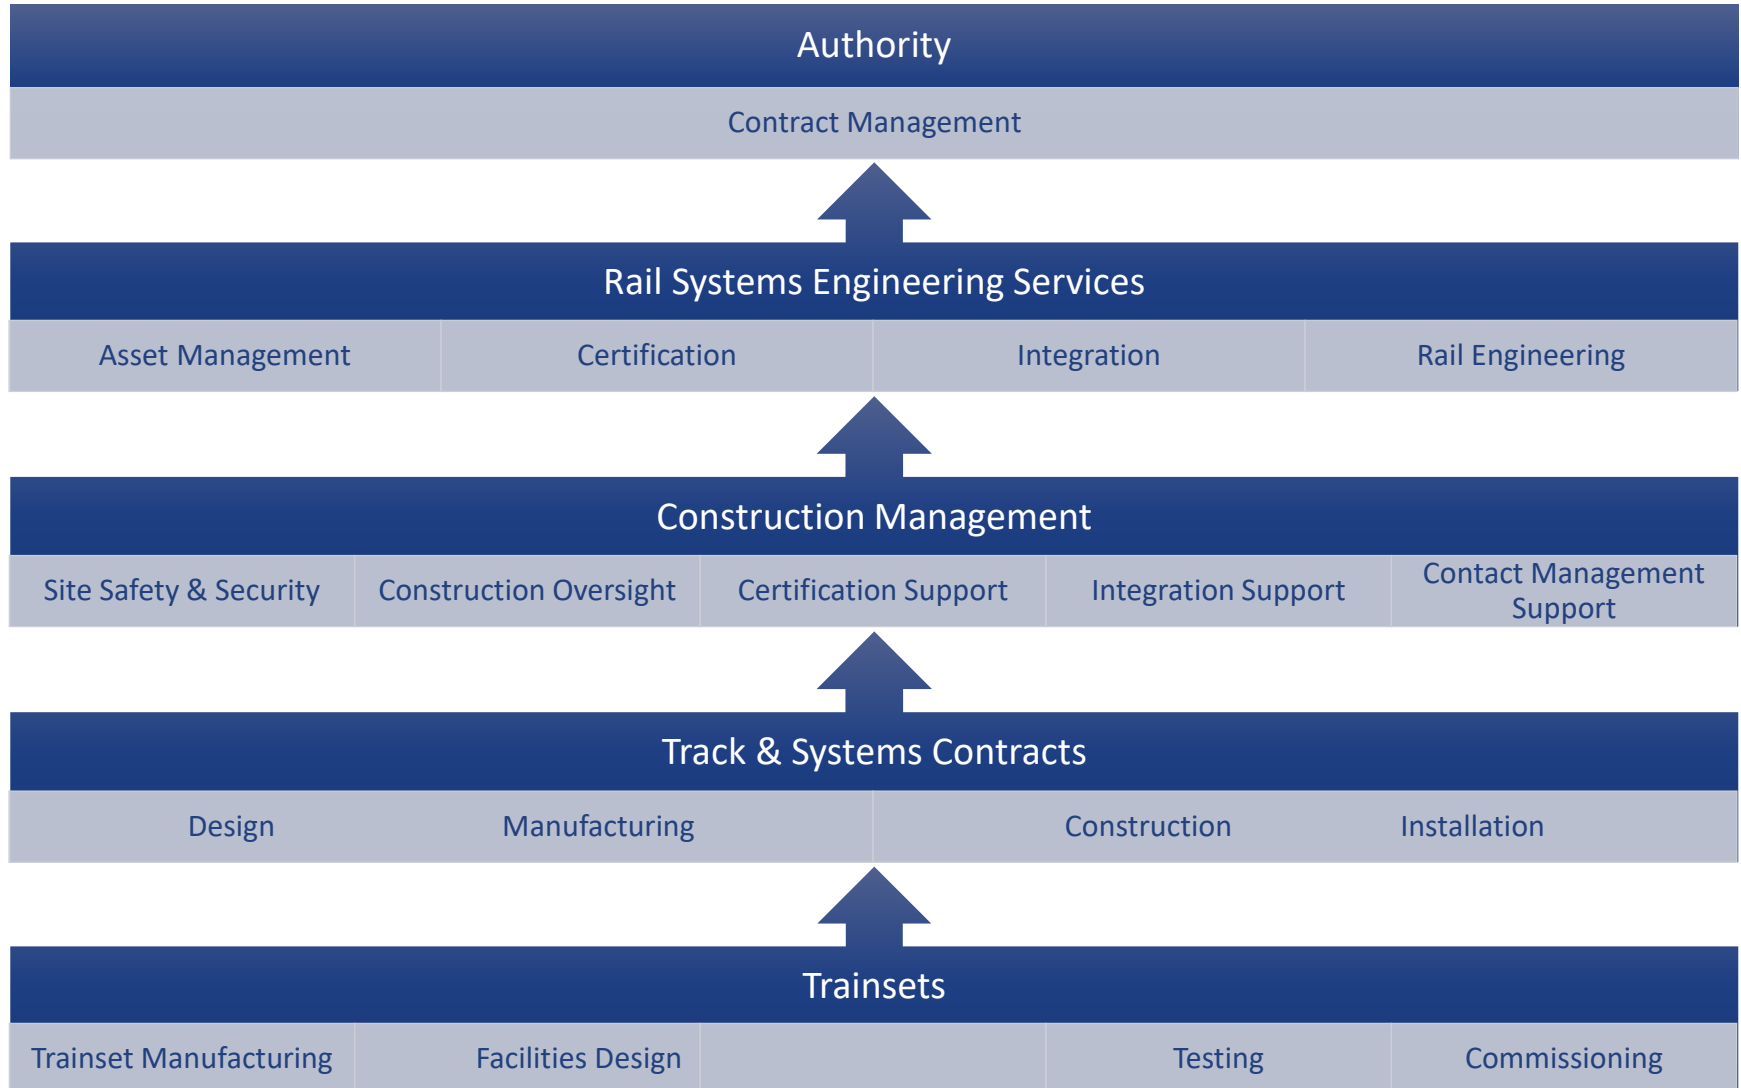 Authority
Contract Management
Rail Systems Engineering Services
Asset Management Certification Integration Rail Engineering
Construction Management
Site Safety & Security Construction Oversight Certification Support Integration Support Contact Management
Support
Track & Systems Contracts
Design Manufacturing Construction Installation
Trainsets
Trainset Manufacturing Facilities Design Testing Commissioning